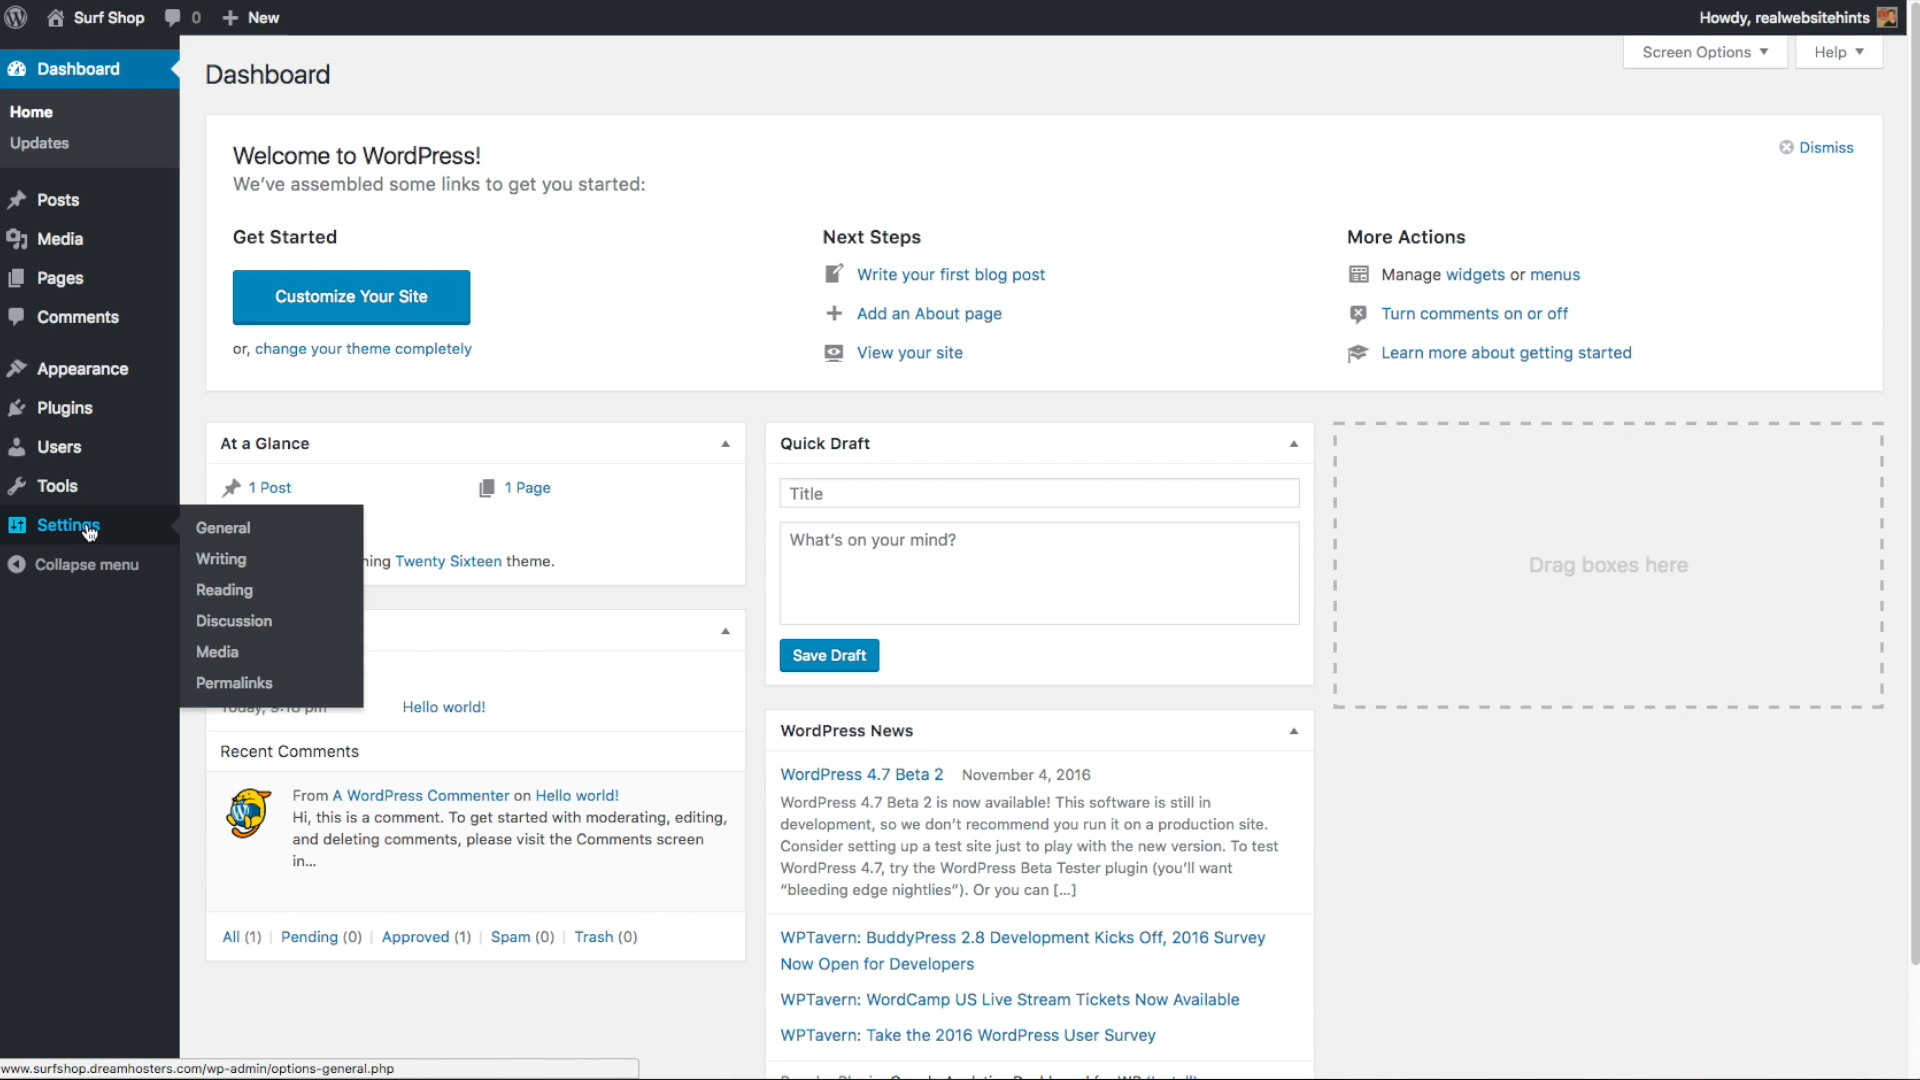 Surf Shop 0 New Howdy, realwebsitehints
Screen Options Help
Dashboard
Home
Updates
Posts
Media
Pages
Comments
Appearance
Plugins
Users
Tools
Settings
Collapse menu
General
Writing
Reading
Discussion
Media
Permalinks
Dashboard
Welcome to WordPress!
We've assembled some links to get you started:
Dismiss
Get Started
Customize Your Site
or, change your theme completely
Next Steps
Write your first blog post
Add an About page
View your site
More Actions
Manage widgets or menus
Turn comments on or off
Learn more about getting started
At a Glance
1 Post 1 Page
ning Twenty Sixteen theme.
Hello world!
Recent Comments
From A WordPress Commenter on Hello world!
Hi, this is a comment. To get started with moderating, editing,
and deleting comments, please visit the Comments screen
in...
All (1) | Pending (0) | Approved (1) | Spam (0) | Trash (0)
Quick Draft
Title
What's on your mind?
Save Draft
WordPress News
WordPress 4.7 Beta 2 November 4, 2016
WordPress 4.7 Beta 2 is now available! This software is still in
development, so we don't recommend you run it on a production site.
Consider setting up a test site just to play with the new version. To test
WordPress 4.7, try the WordPress Beta Tester plugin (you'll want
"bleeding edge nightlies"). Or you can [...]
WPTavern: BuddyPress 2.8 Development Kicks Off, 2016 Survey
Now Open for Developers
WPTavern: WordCamp US Live Stream Tickets Now Available
WPTavern: Take the 2016 WordPress User Survey
Drag boxes here
www.surfshop.dreamhosters.com/wp-admin/options-general.php